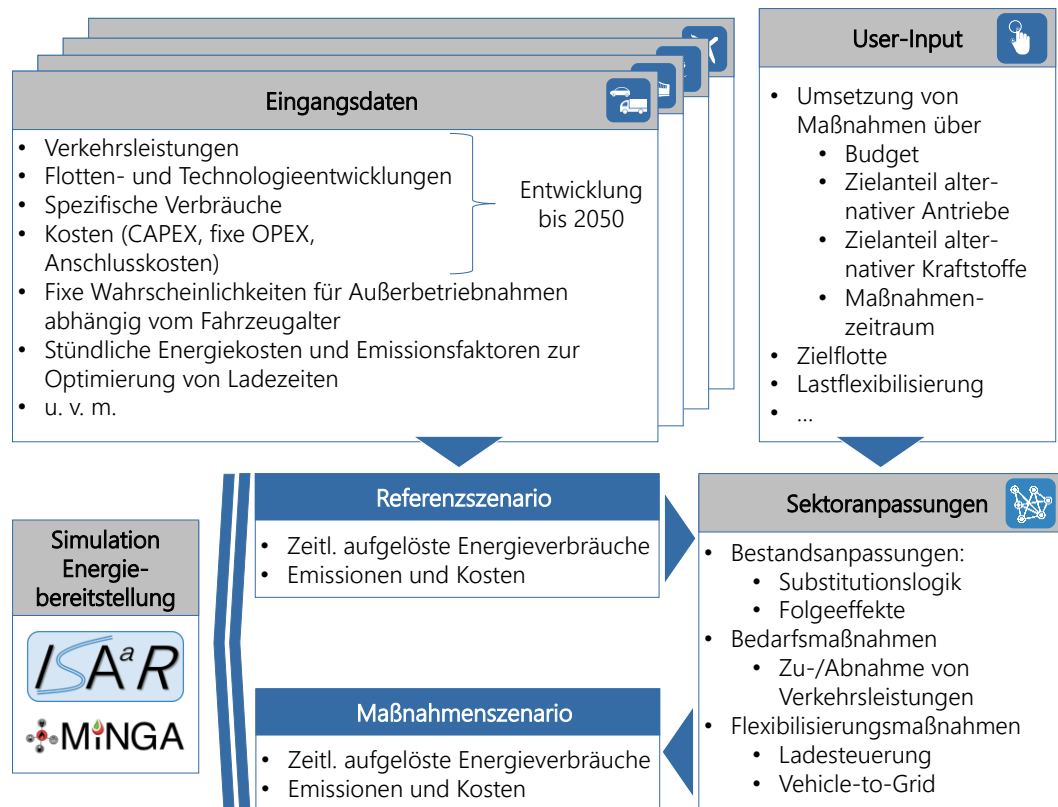 Eingangsdaten
• Verkehrsleistungen
• Flotten- und Technologieentwicklungen
• Spezifische Verbräuche
• Kosten (CAPEX, fixe OPEX,
Anschlusskosten)
Entwicklung
bis 2050
• Fixe Wahrscheinlichkeiten für Außerbetriebnahmen
abhängig vom Fahrzeugalter
• Stündliche Energiekosten und Emissionsfaktoren zur
Optimierung von Ladezeiten
• u. v. m.
User-Input
• Umsetzung von
Maßnahmen über
• Budget
• Zielanteil alter-
nativer Antriebe
• Zielanteil alter-
nativer Kraftstoffe
• Maßnahmen-
zeitraum
• Zielflotte
• Lastflexibilisierung
• ...
Simulation
Energie-
bereitstellung
ISAaR
MINGA
Referenzszenario
• Zeitl. aufgelöste Energieverbräuche
• Emissionen und Kosten
Maßnahmenszenario
• Zeitl. aufgelöste Energieverbräuche
• Emissionen und Kosten
Sektoranpassungen
• Bestandsanpassungen:
• Substitutionslogik
• Folgeeffekte
• Bedarfsmaßnahmen
• Zu-/Abnahme von
Verkehrsleistungen
• Flexibilisierungsmaßnahmen
• Ladesteuerung
• Vehicle-to-Grid